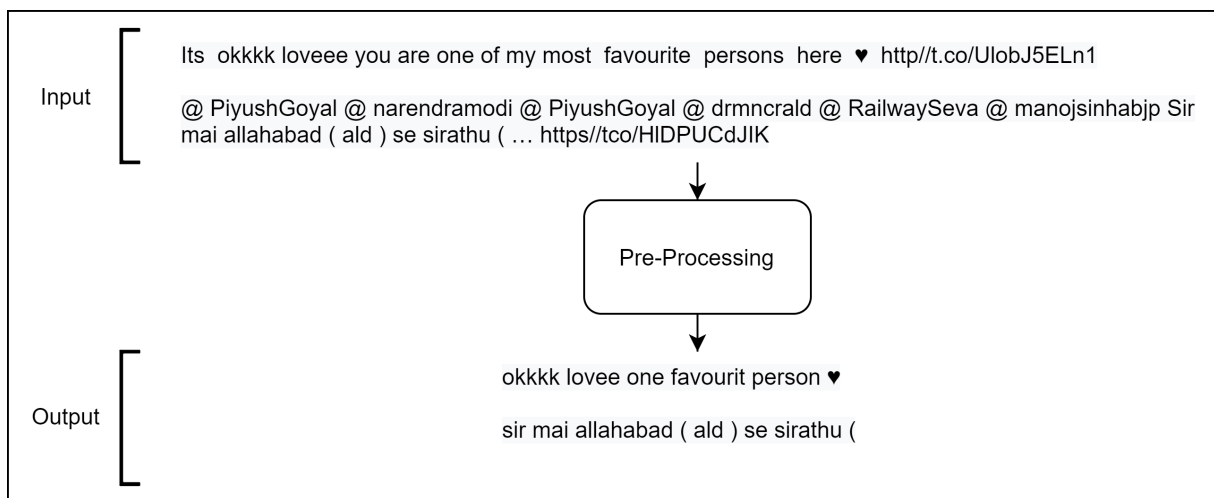 Input
Its okkkk loveee you are one of my most favourite persons here ♥ http//t.co/UlobJ5ELn1
@ PiyushGoyal @ narendramodi @ PiyushGoyal @ drmncrald @ RailwaySeva @ manojsinhabjp Sir
mai allahabad ( ald ) se sirathu ( … https//tco/HlDPUCdJIK
Pre-Processing
Output
okkkk lovee one favourit person ♥
sir mai allahabad ( ald ) se sirathu (